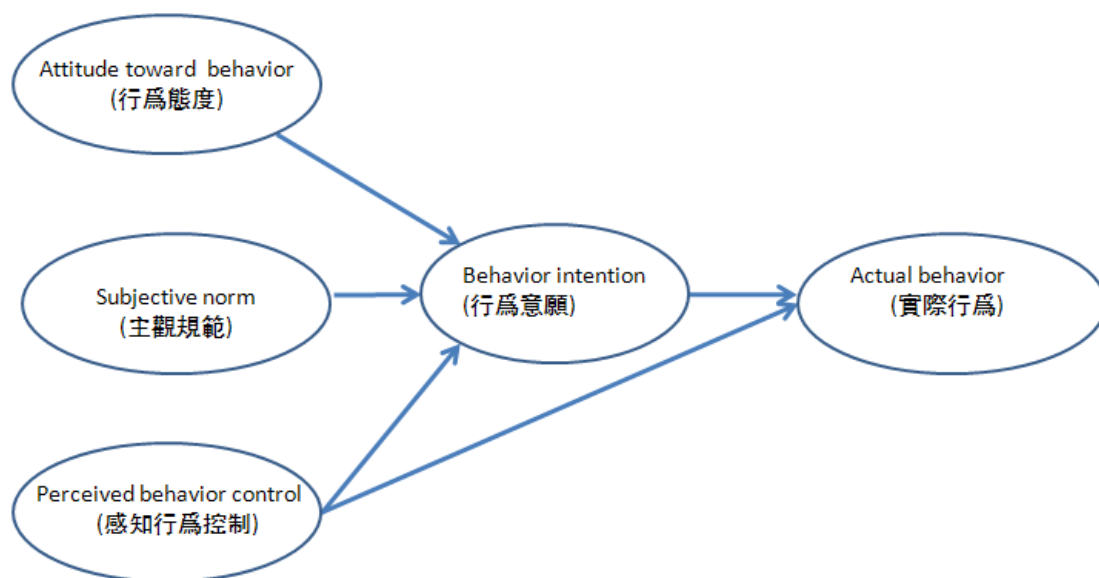 Attitude toward behavior
(行爲態度)
Subjective norm
(主觀規範)
Perceived behavior control
(感知行爲控制)
Behavior intention
(行爲意願)
Actual behavior
(實際行爲)